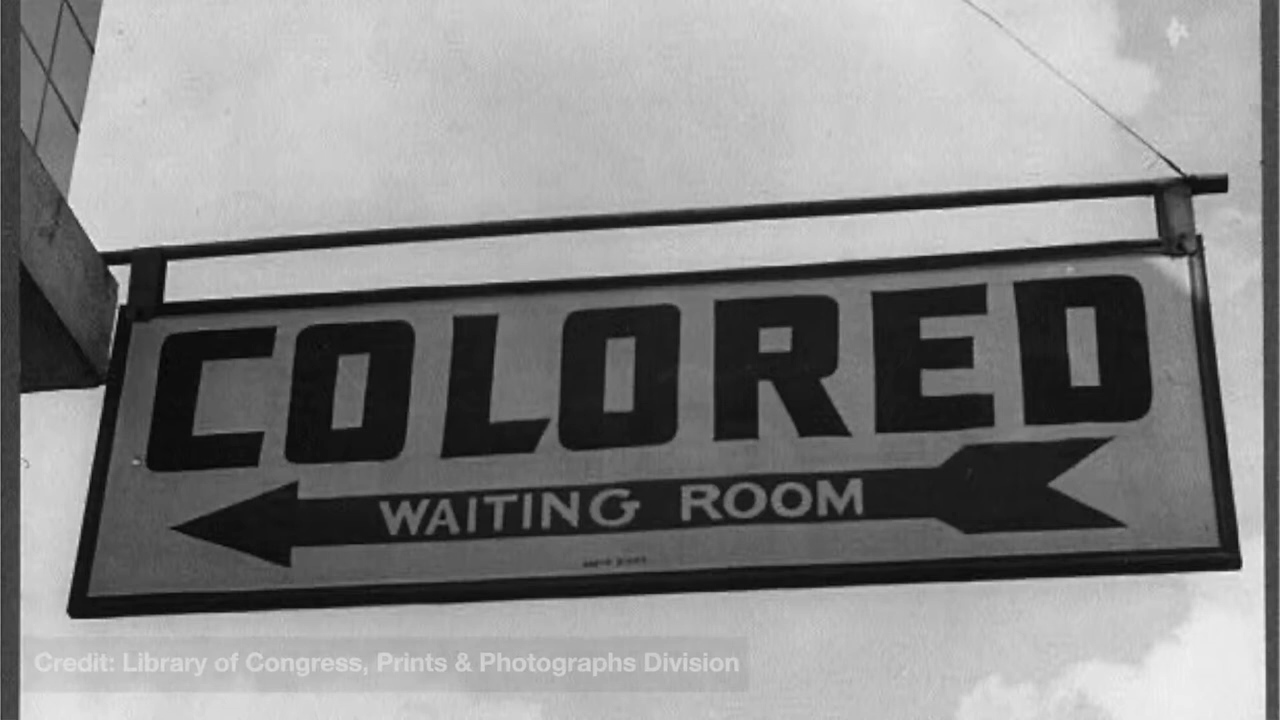 COLORED
WAITING ROOM
Credit: Library of Congress, Prints & Photographs Division